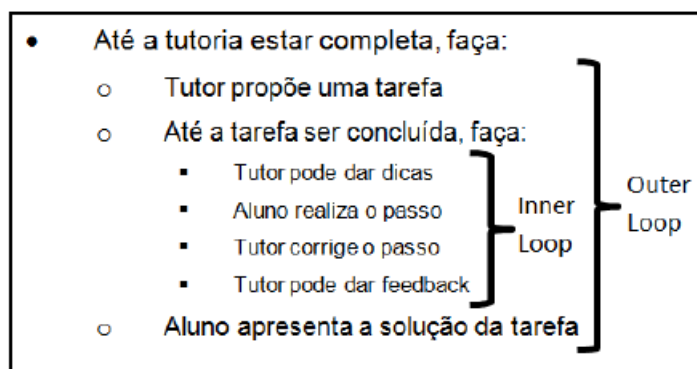 • Até a tutoria estar completa, faça:
o Tutor propõe uma tarefa
o Até a tarefa ser concluída, faça:
▪ Tutor pode dar dicas
▪ Aluno realiza o passo
▪ Tutor corrige o passo
▪ Tutor pode dar feedback
o Aluno apresenta a solução da tarefa
Inner
Loop
Outer
Loop